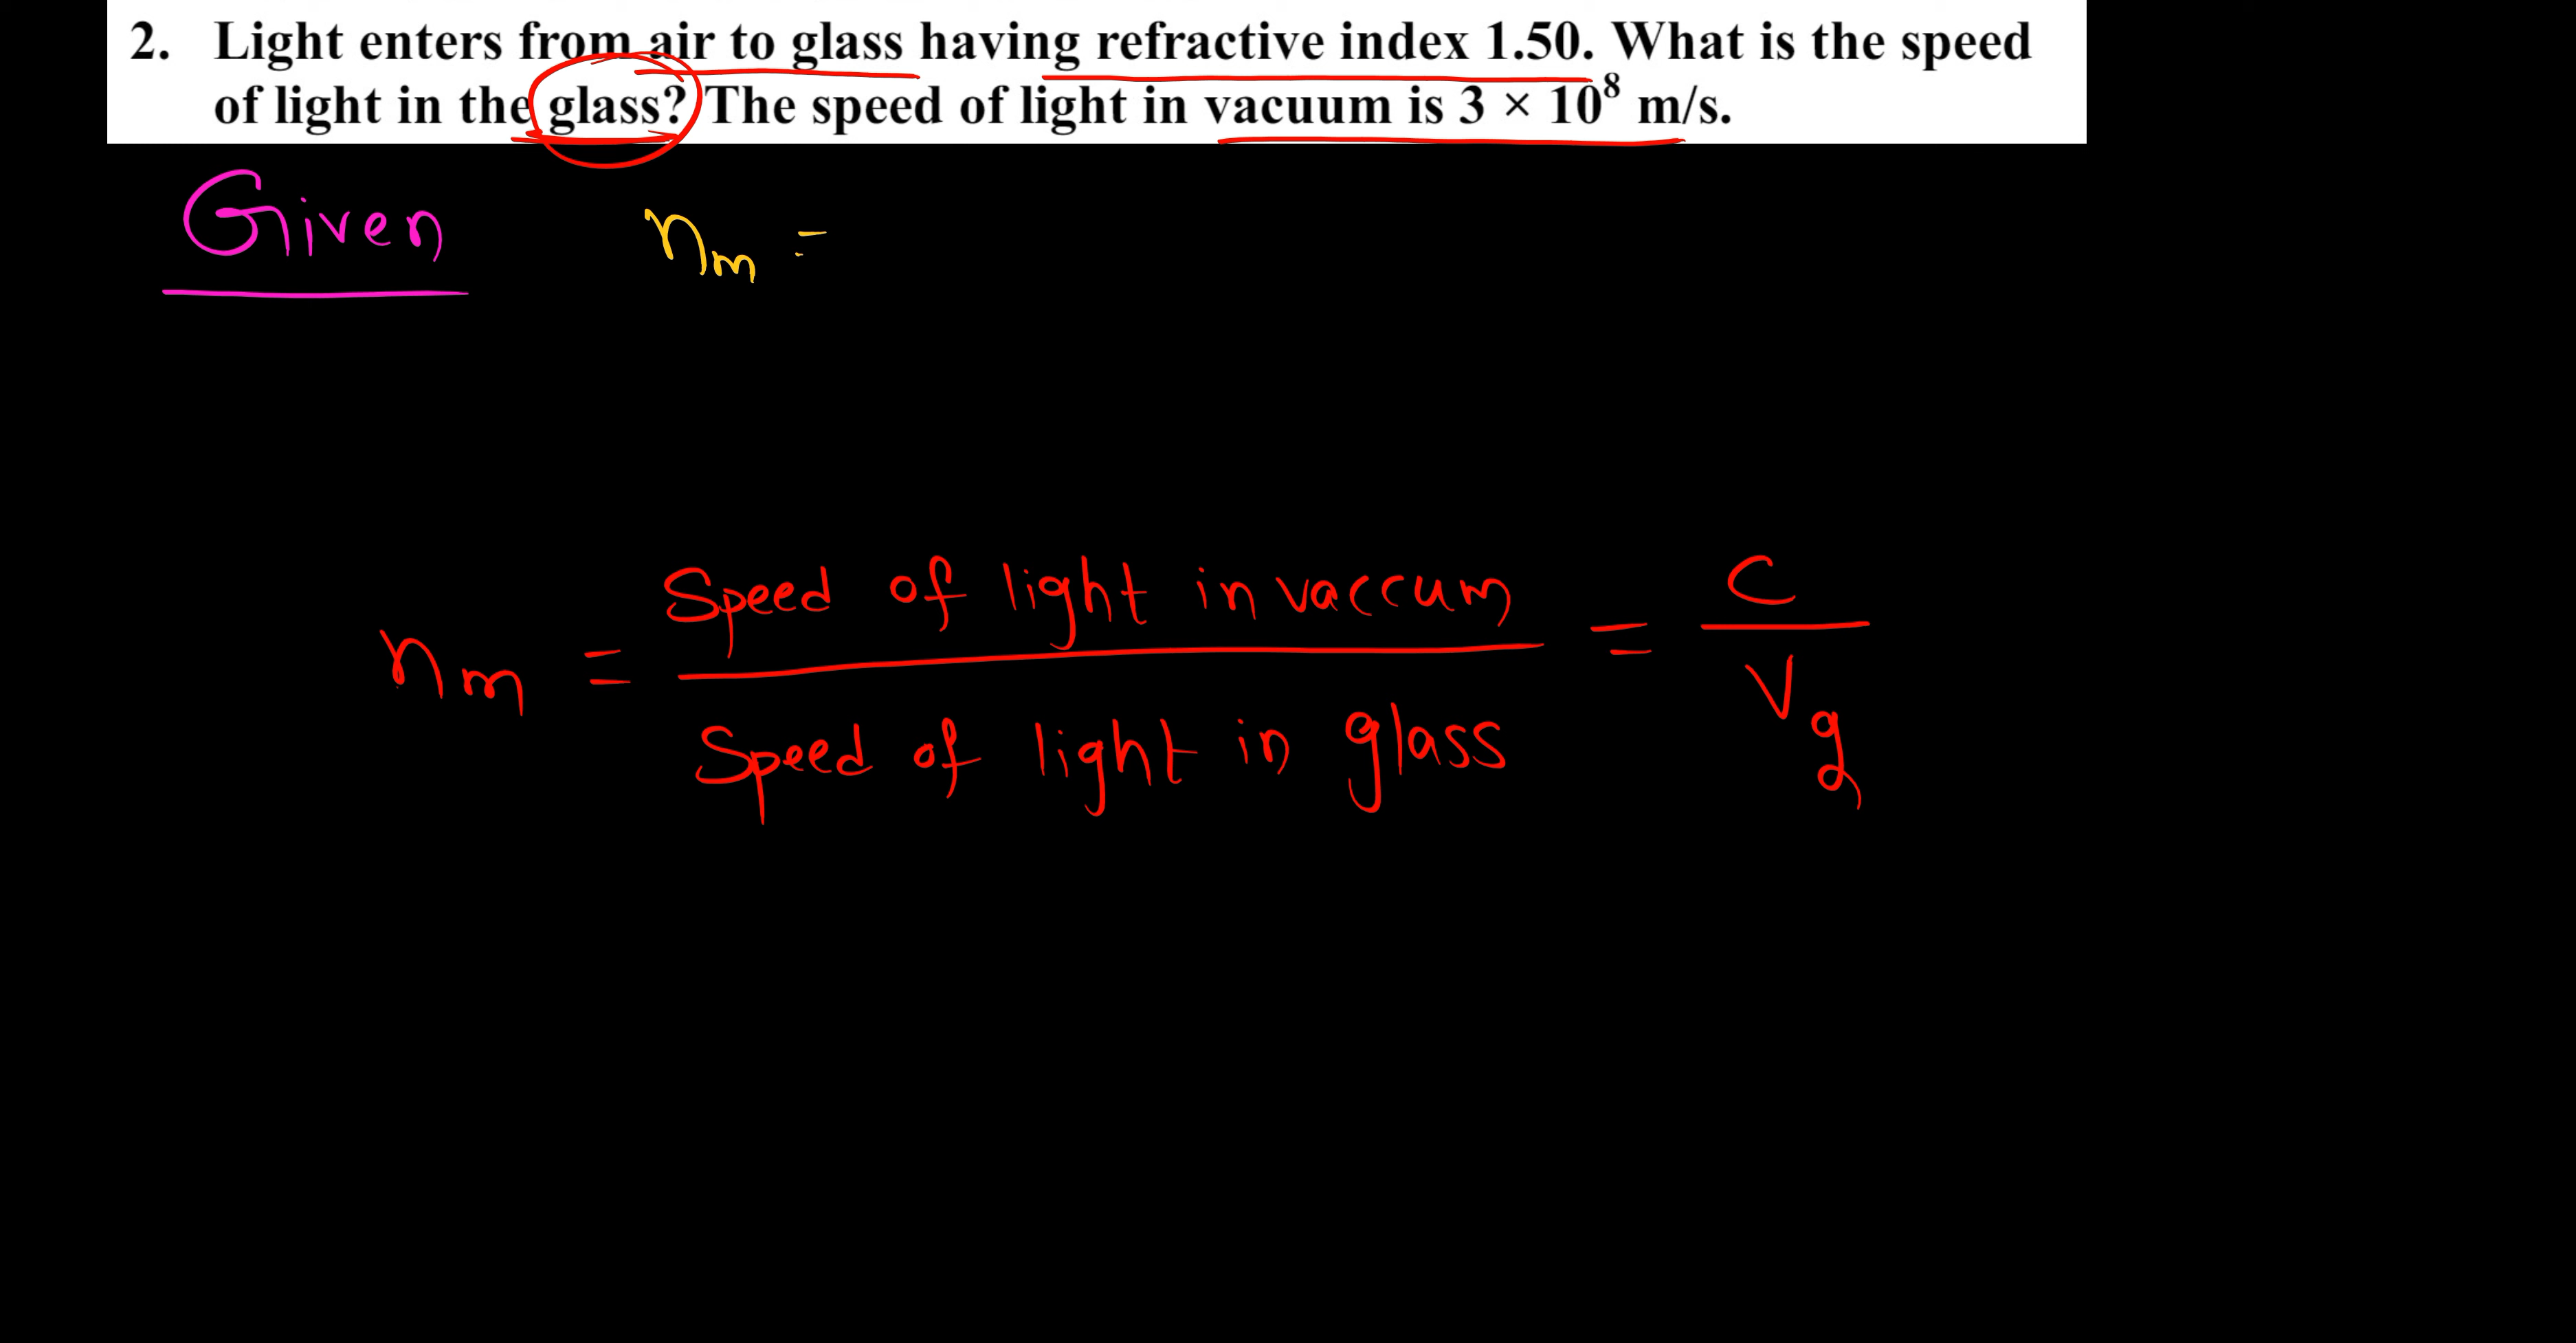 2. Light enters from air to glass having refractive index 1.50. What is the speed
of light in the glass? The speed of light in vacuum is 3 × 10⁸ m/s.
Given nm =
nm = Speed of light in vaccum = c
Speed of light in glass Vg